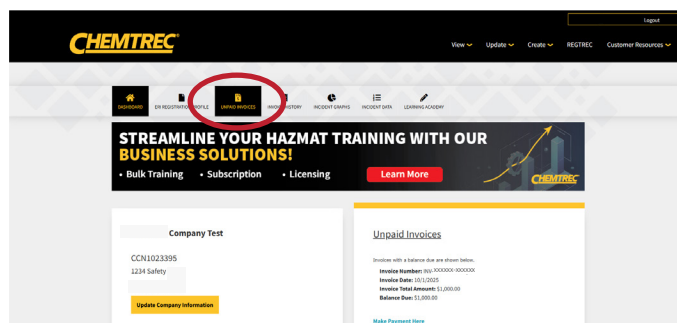 Logout
CHEMTREC®
View Update Create REGTREC Customer Resources
DASHBOARD ER REGISTRATION PROFILE UNPAID INVOICES INVOICE HISTORY INCIDENT GRAPHS INCIDENT DATA LEARNING ACADEMY
STREAMLINE YOUR HAZMAT TRAINING WITH OUR
BUSINESS SOLUTIONS!
• Bulk Training • Subscription • Licensing Learn More
CHEMTREC
Company Test
CCN1023395
1234 Safety
Update Company Information
Unpaid Invoices
Invoices with a balance due are shown below.
Invoice Number: INV-XXXXXX-XXXXXX
Invoice Date: 10/1/2025
Invoice Total Amount: $1,000.00
Balance Due: $1,000.00
Make Payment Here